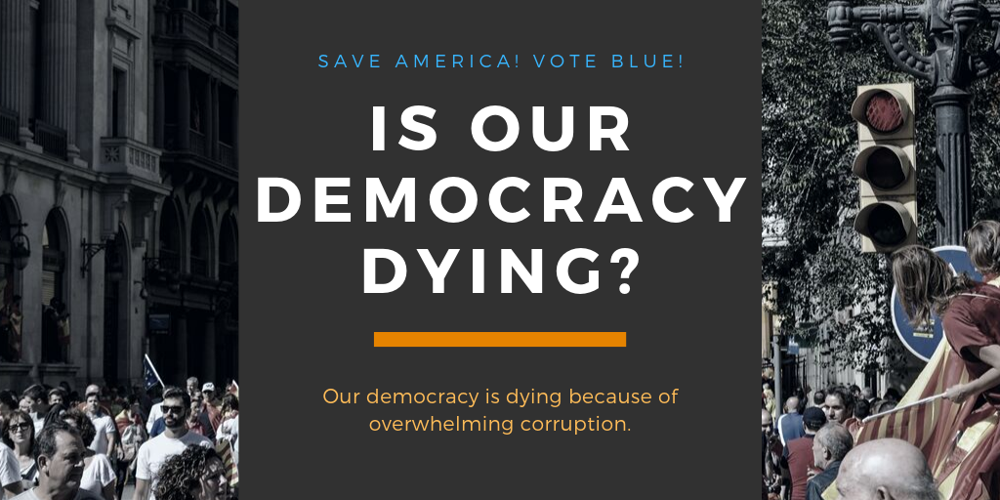 SAVE AMERICA! VOTE BLUE!
IS OUR
DEMOCRACY
DYING?
Our democracy is dying because of
overwhelming corruption.